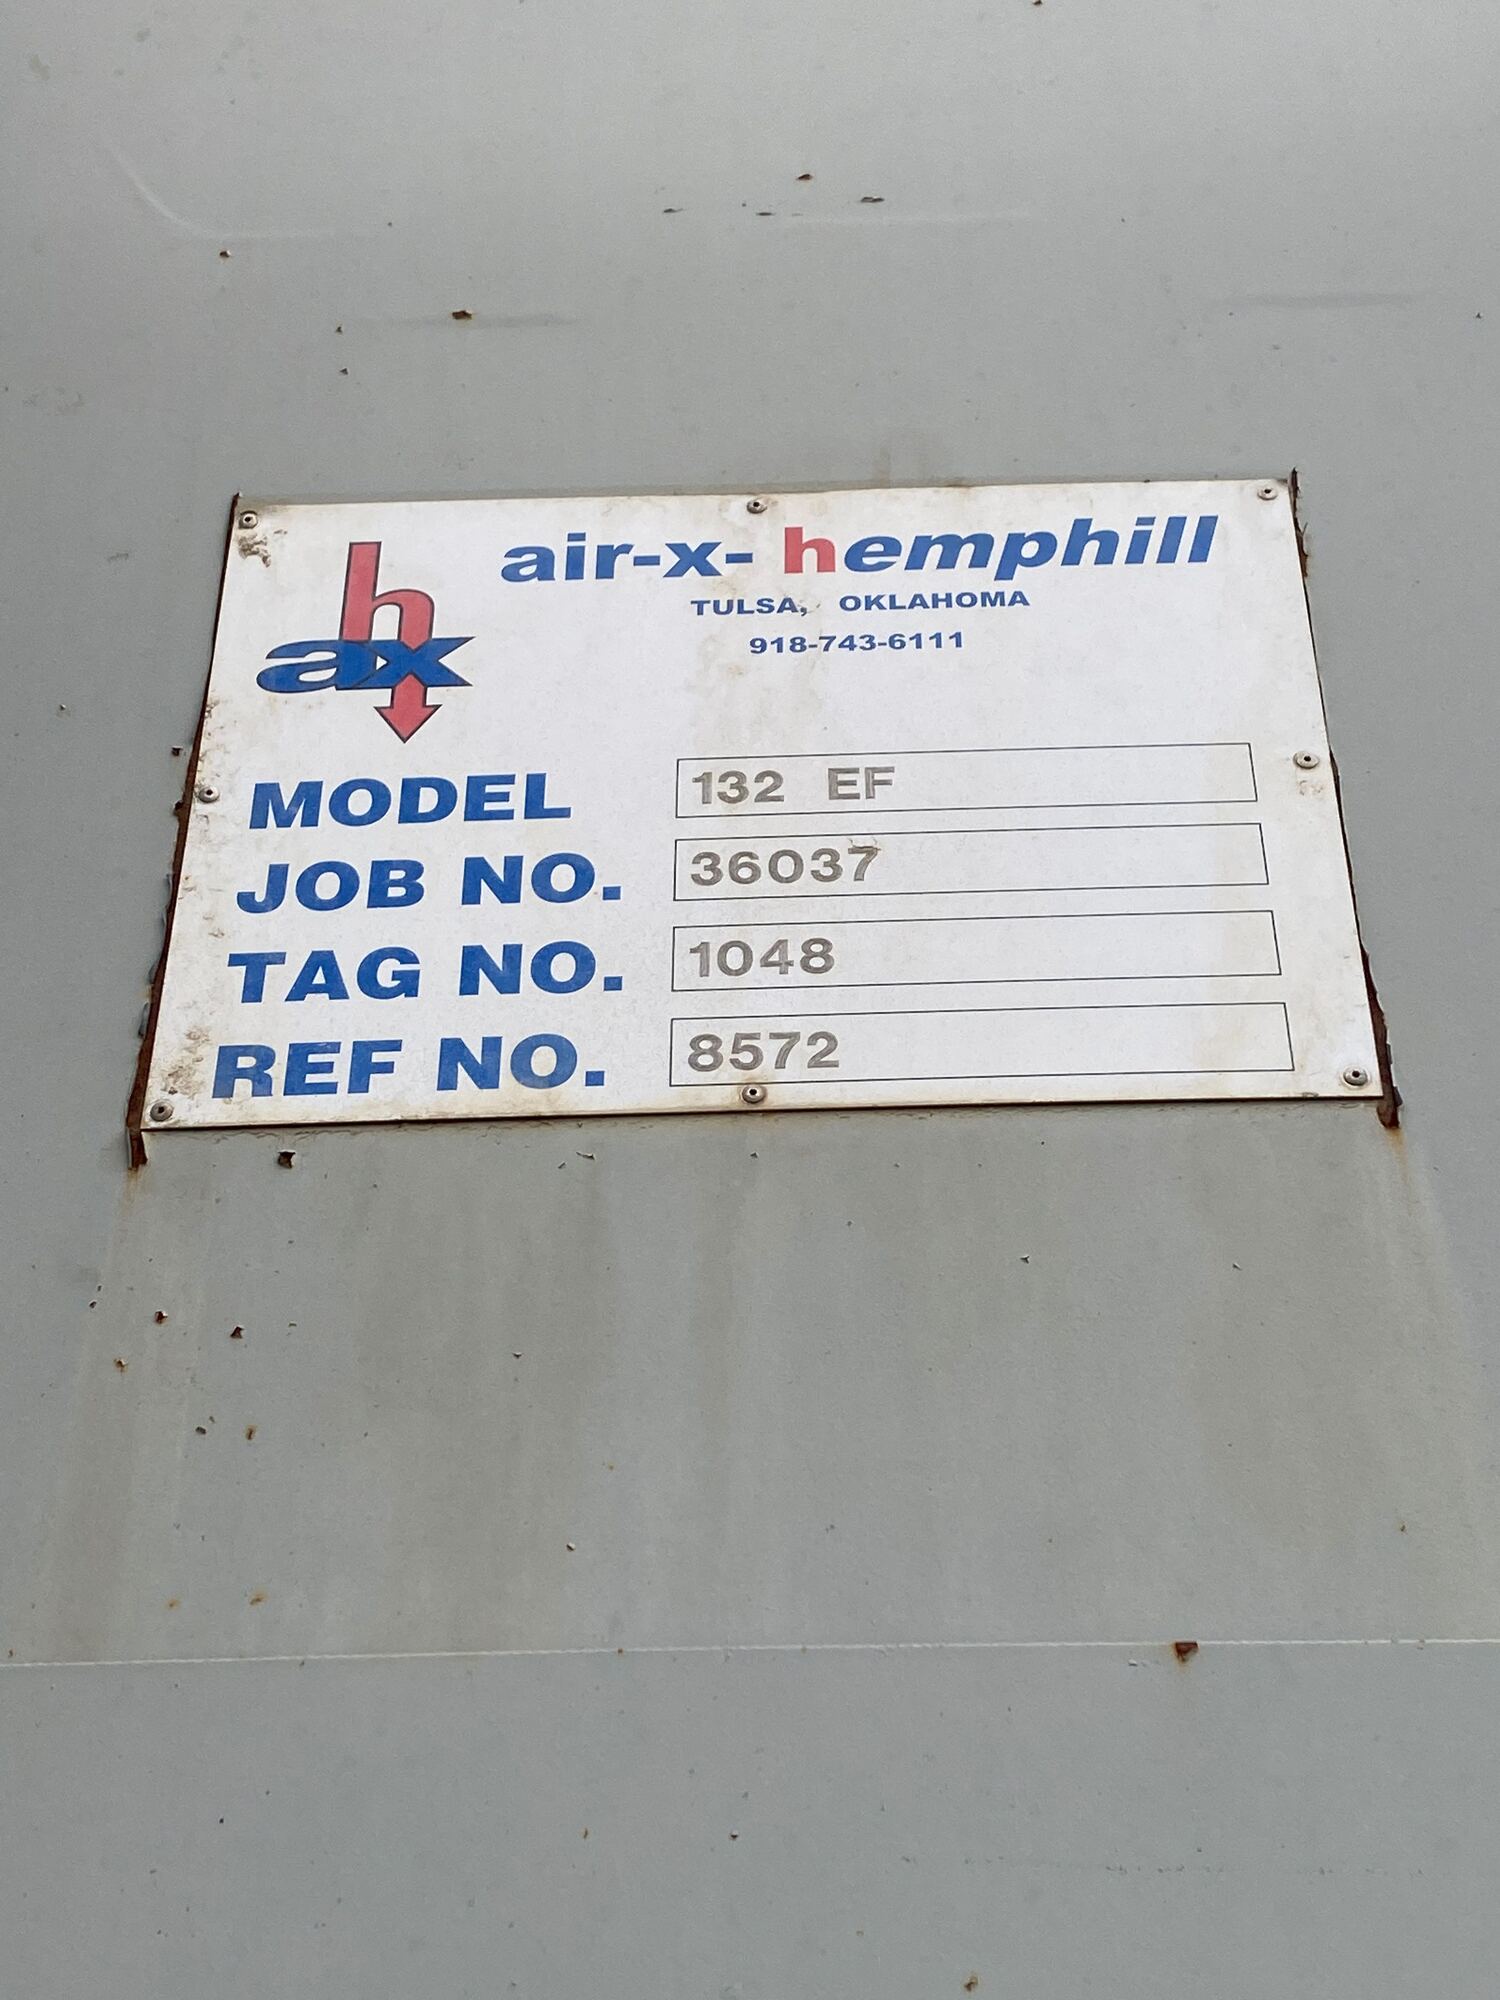 hax
air-x-hemphill
TULSA, OKLAHOMA
918-743-6111
MODEL 132 EF
JOB NO. 36037
TAG NO. 1048
REF NO. 8572